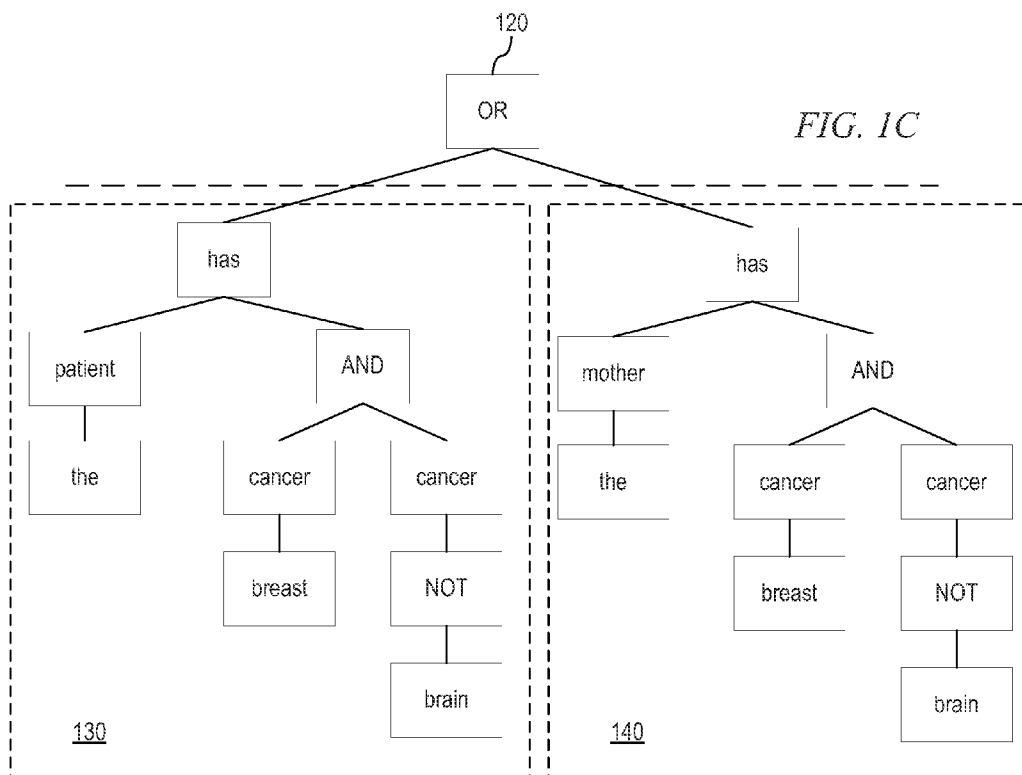 120
OR
FIG. 1C
has
has
patient
AND
mother
AND
the
cancer
cancer
the
cancer
cancer
breast
NOT
breast
NOT
brain
brain
130
140